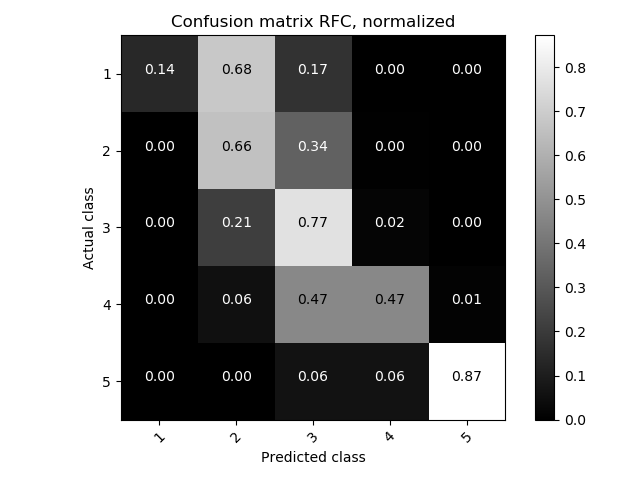 Confusion matrix RFC, normalized
Actual class
1 0.14 0.68 0.17 0.00 0.00
2 0.00 0.66 0.34 0.00 0.00
3 0.00 0.21 0.77 0.02 0.00
4 0.00 0.06 0.47 0.47 0.01
5 0.00 0.00 0.06 0.06 0.87
1 2 3 4 5
Predicted class
0.8
0.7
0.6
0.5
0.4
0.3
0.2
0.1
0.0